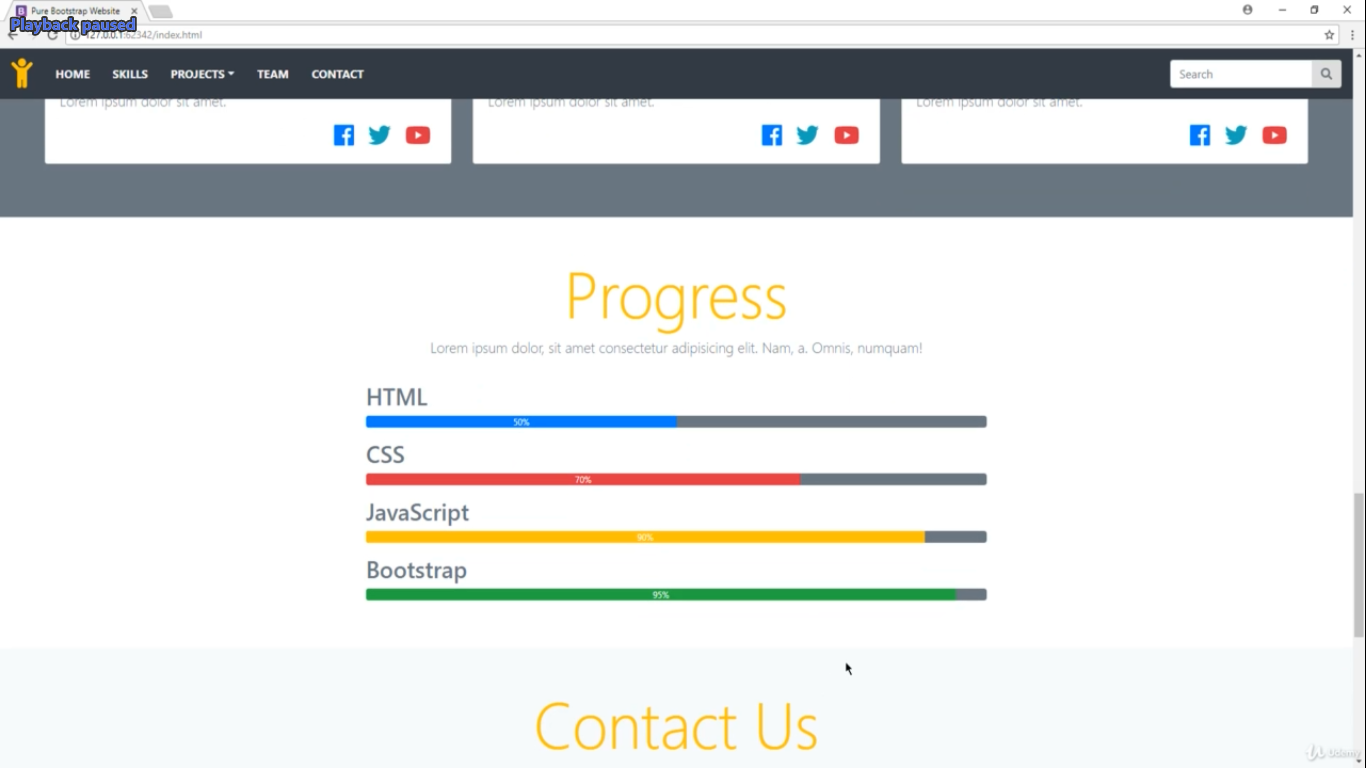 Pure Bootstrap Website
Playback paused
127.0.0.1:62342/index.html
HOME SKILLS PROJECTS TEAM CONTACT Search
Lorem ipsum dolor sit amet. Lorem ipsum dolor sit amet. Lorem ipsum dolor sit amet.
Progress
Lorem ipsum dolor, sit amet consectetur adipisicing elit. Nam, a. Omnis, numquam!
HTML
50%
CSS
70%
JavaScript
90%
Bootstrap
95%
Contact Us
Udemy